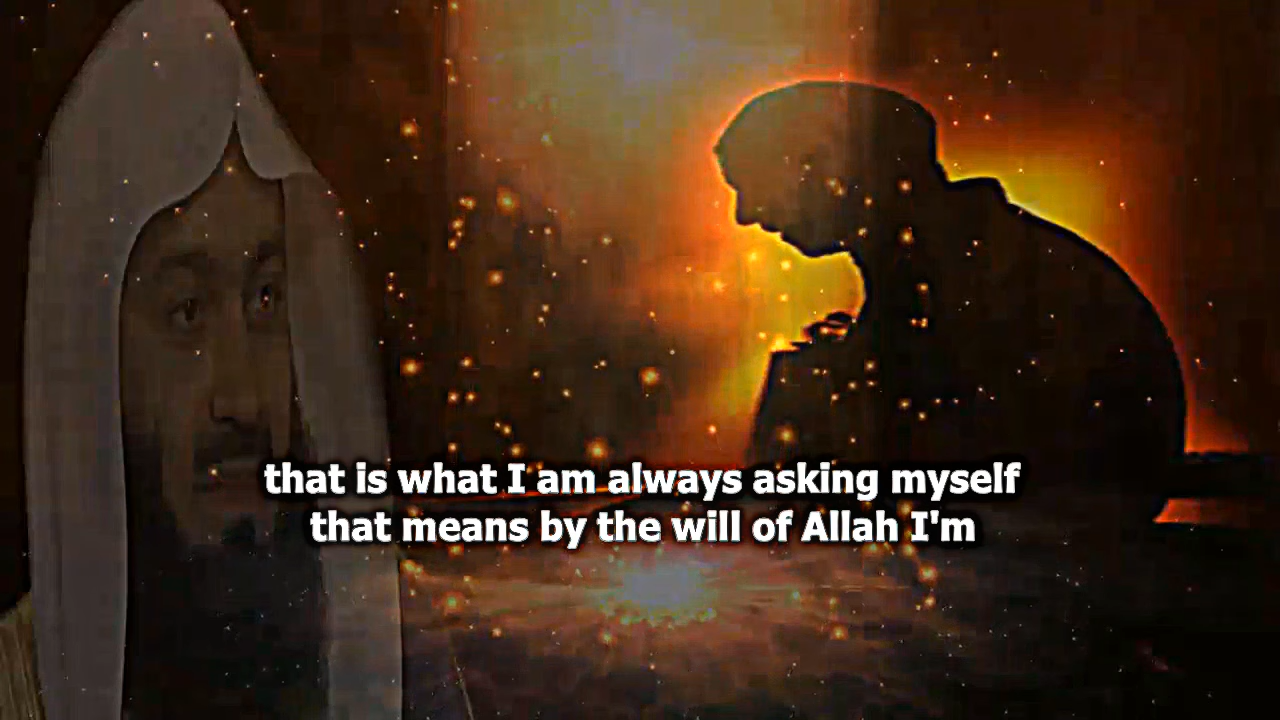 that is what I am always asking myself
that means by the will of Allah I'm